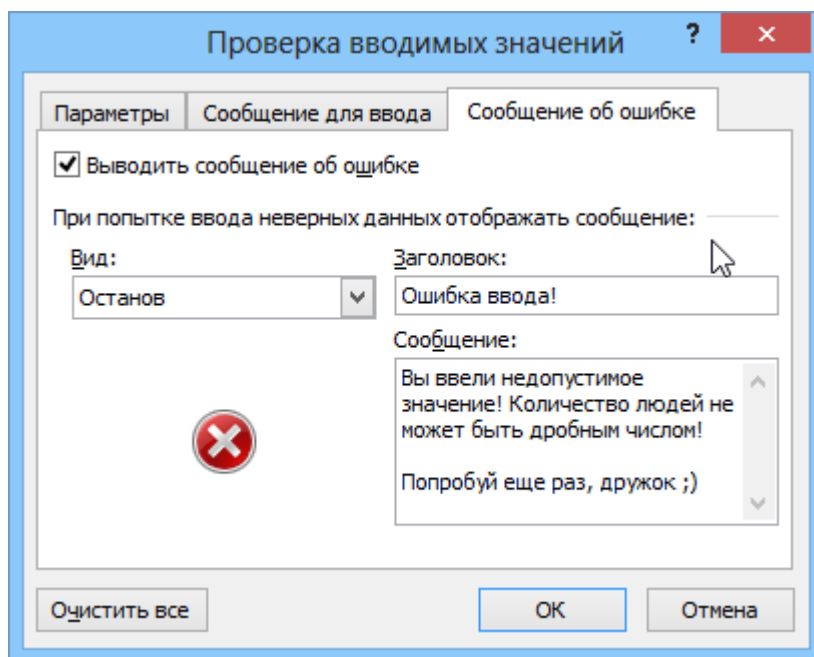 Проверка вводимых значений ?
Параметры Сообщение для ввода Сообщение об ошибке
Выводить сообщение об ошибке
При попытке ввода неверных данных отображать сообщение:
Вид: Заголовок:
Останов Ошибка ввода!
Сообщение:
Вы ввели недопустимое
значение! Количество людей не
может быть дробным числом!
Попробуй еще раз, дружок ;)
Очистить все ОК Отмена